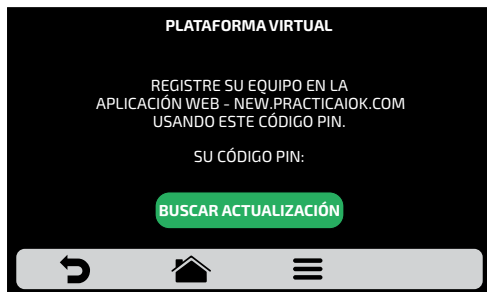 PLATAFORMA VIRTUAL
REGISTRE SU EQUIPO EN LA
APLICACIÓN WEB - NEW.PRACTICAIOK.COM
USANDO ESTE CÓDIGO PIN.
SU CÓDIGO PIN:
BUSCAR ACTUALIZACIÓN